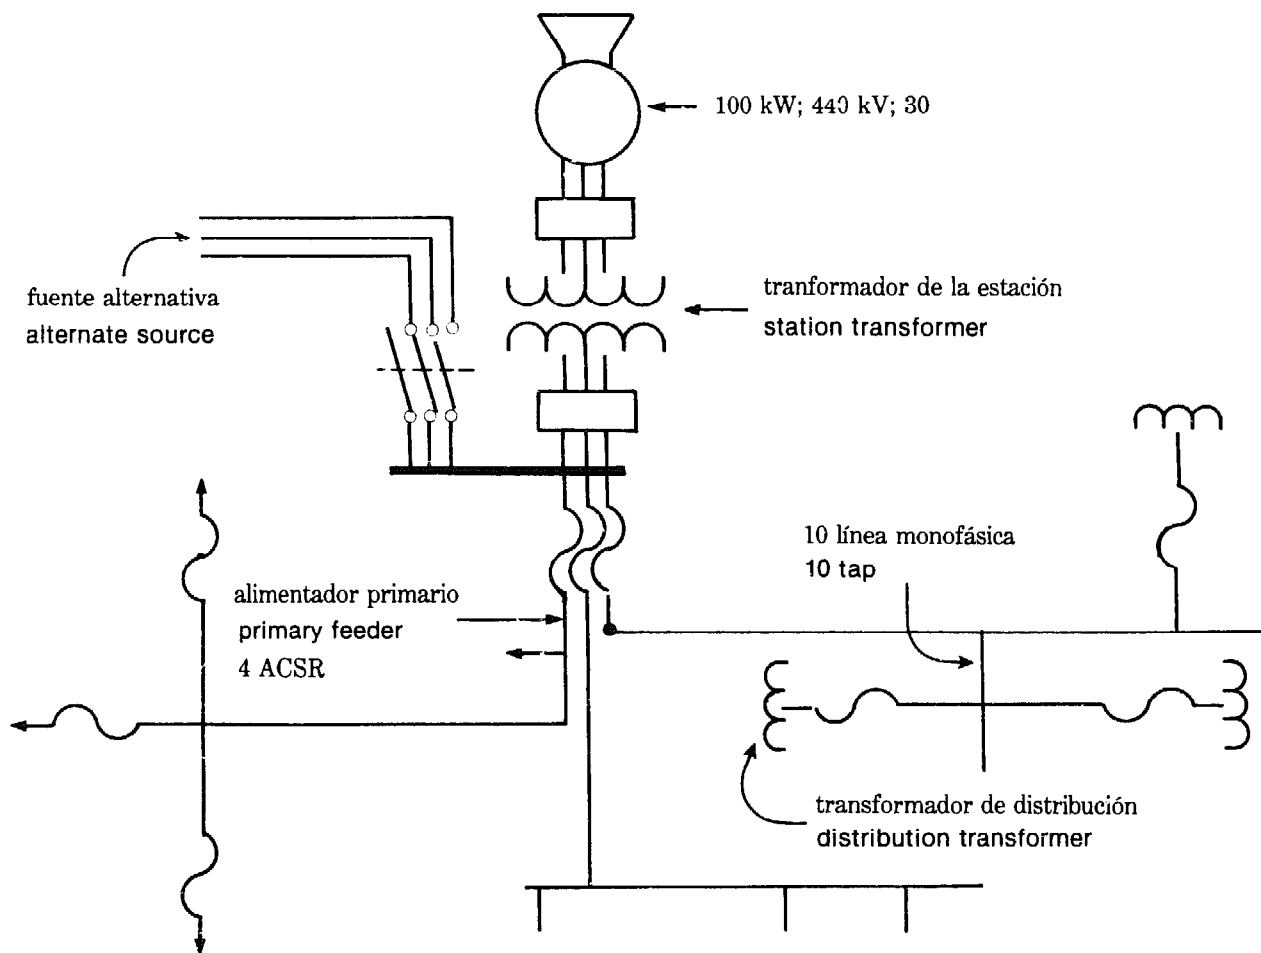 100 kW; 440 kV; 30
fuente alternativa
alternate source
tranformador de la estación
station transformer
10 línea monofásica
10 tap
alimentador primario
primary feeder
4 ACSR
transformador de distribución
distribution transformer